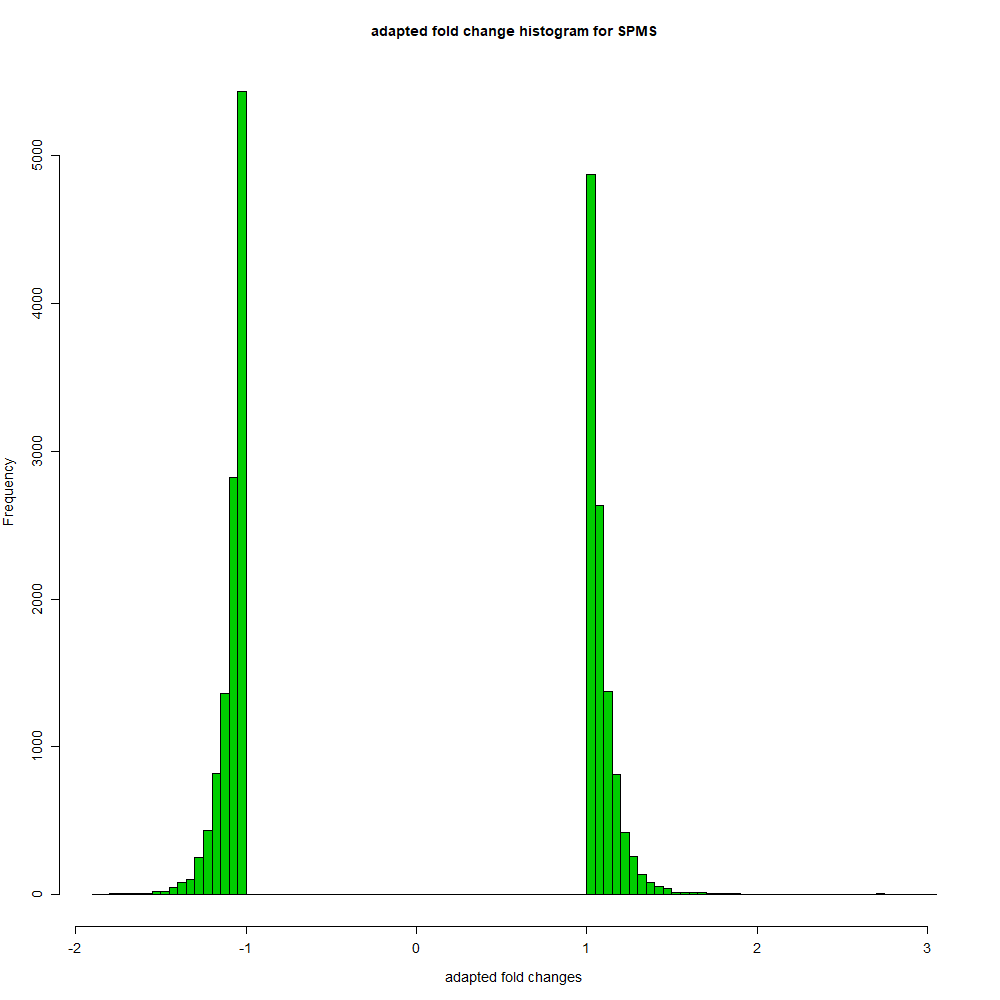 adapted fold change histogram for SPMS
Frequency
5000
4000
3000
2000
1000
0
-2 -1 0 1 2 3
adapted fold changes